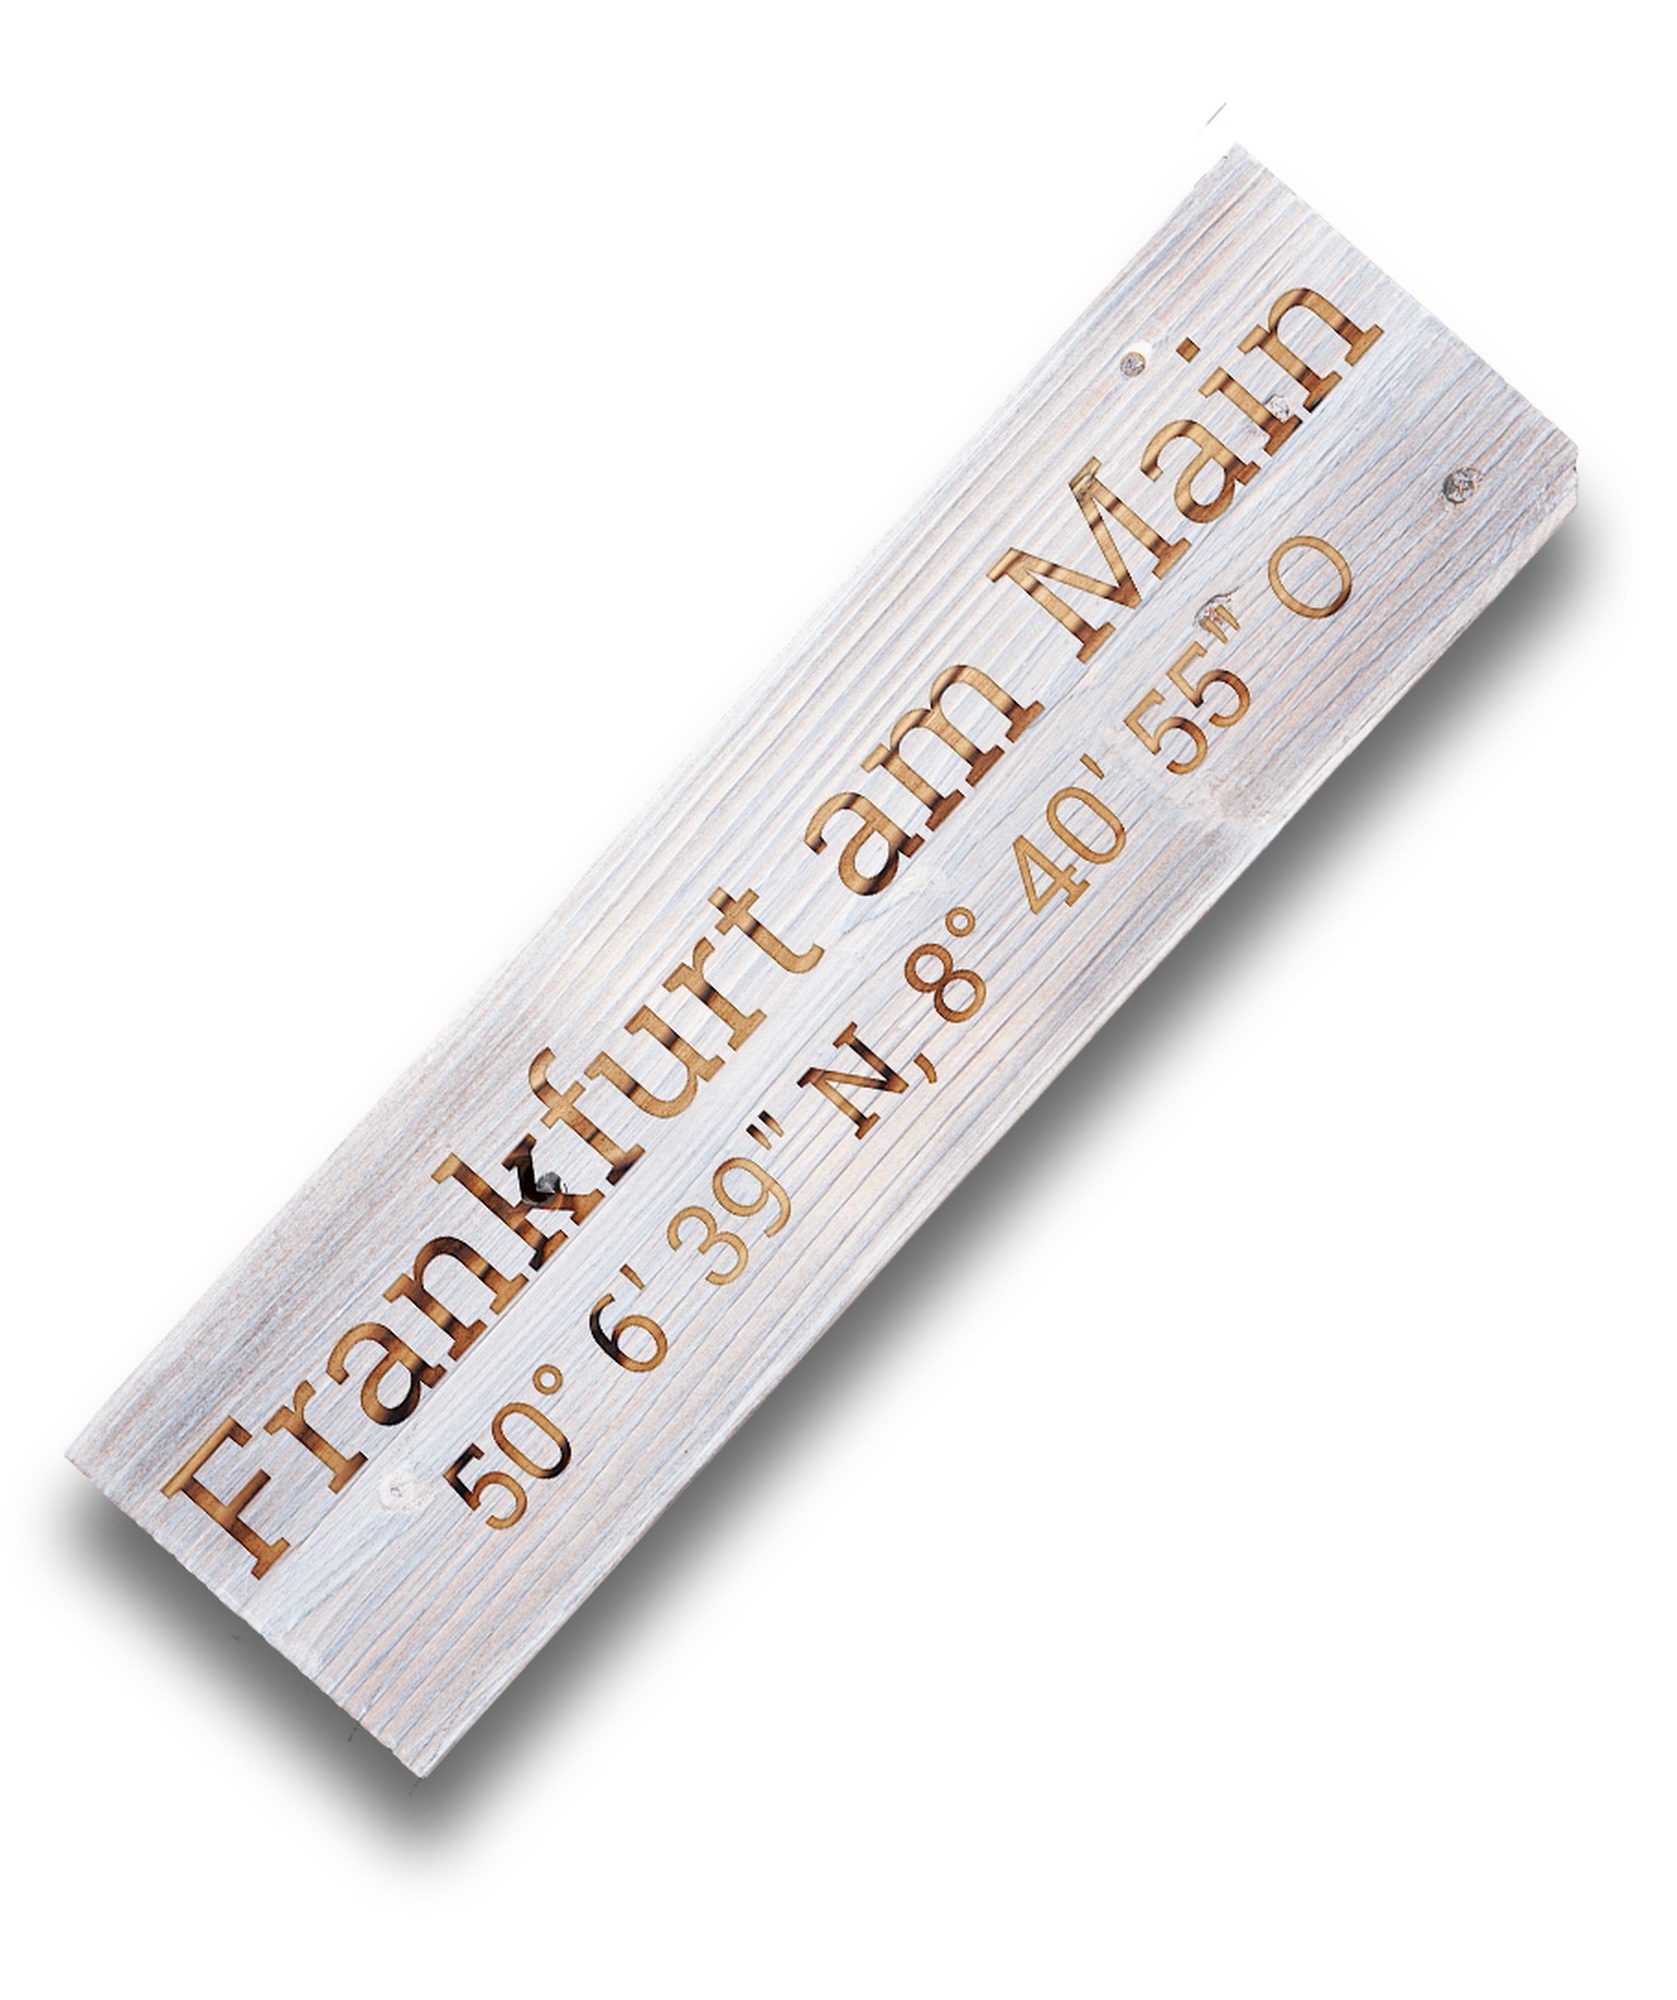 Frankfurt am Main
50° 6' 39" N, 8° 40' 55" O